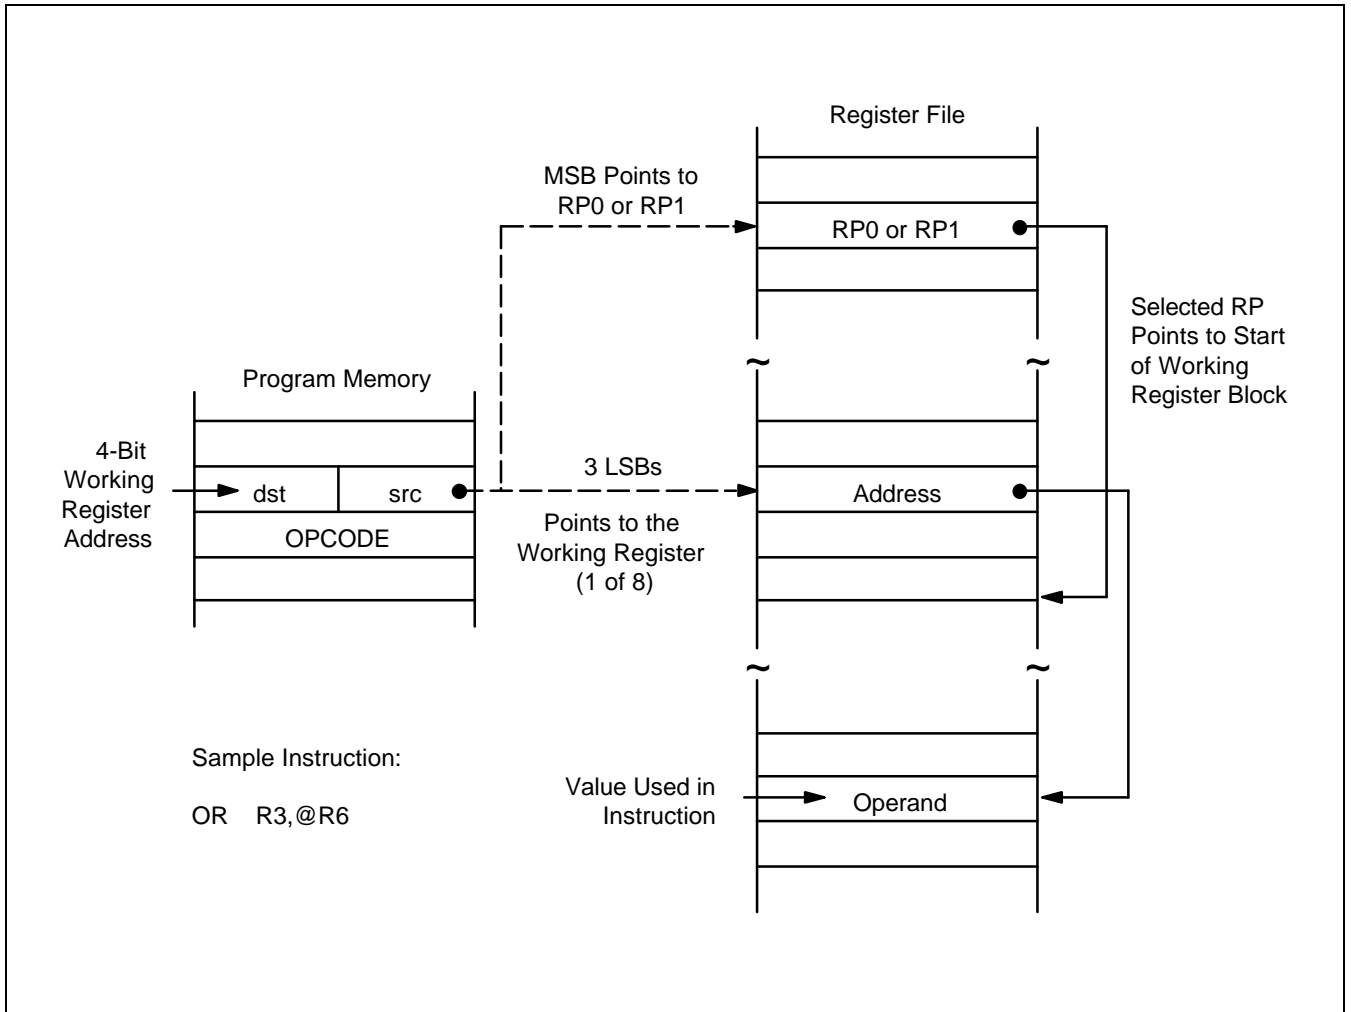 Register File
MSB Points to
RP0 or RP1
RP0 or RP1
Selected RP
Points to Start
of Working
Register Block
Program Memory
4-Bit
Working
Register
Address
dst
src
OPCODE
3 LSBs
Points to the
Working Register
(1 of 8)
Address
Sample Instruction:
OR R3,@R6
Value Used in
Instruction
Operand